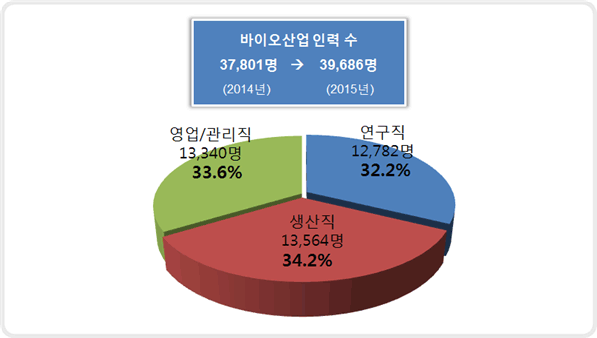 바이오산업 인력 수
37,801명 → 39,686명
(2014년) (2015년)
영업/관리직
13,340명
33.6%
연구직
12,782명
32.2%
생산직
13,564명
34.2%